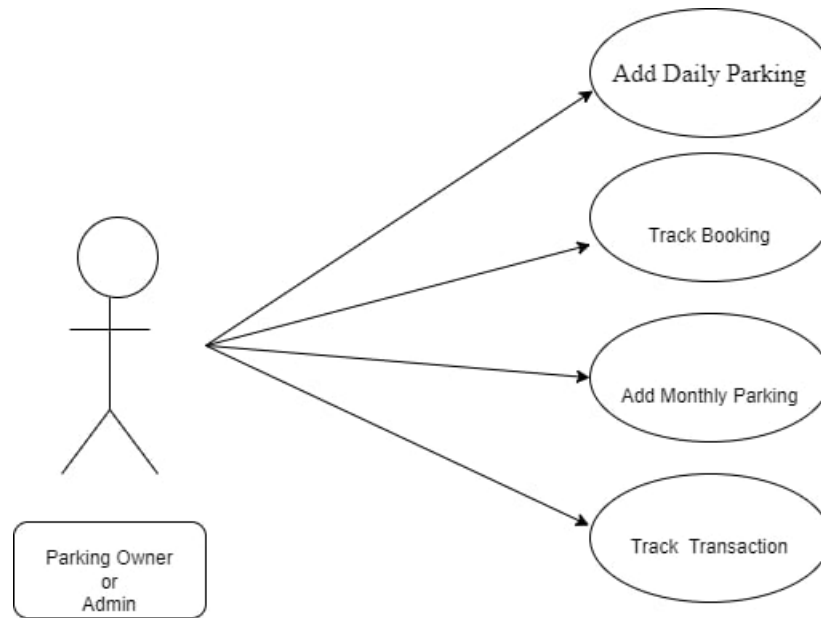 Add Daily Parking
Track Booking
Add Monthly Parking
Track Transaction
Parking Owner
or
Admin